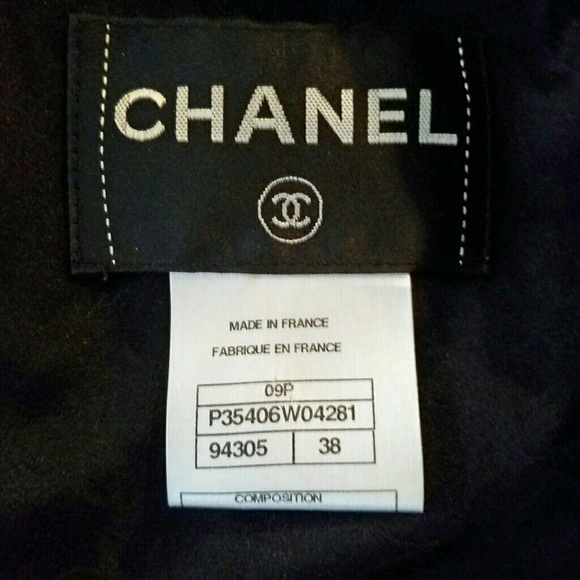 CHANEL
MADE IN FRANCE
FABRIQUE EN FRANCE
09P
P35406W04281
94305 38
COMPOSITION